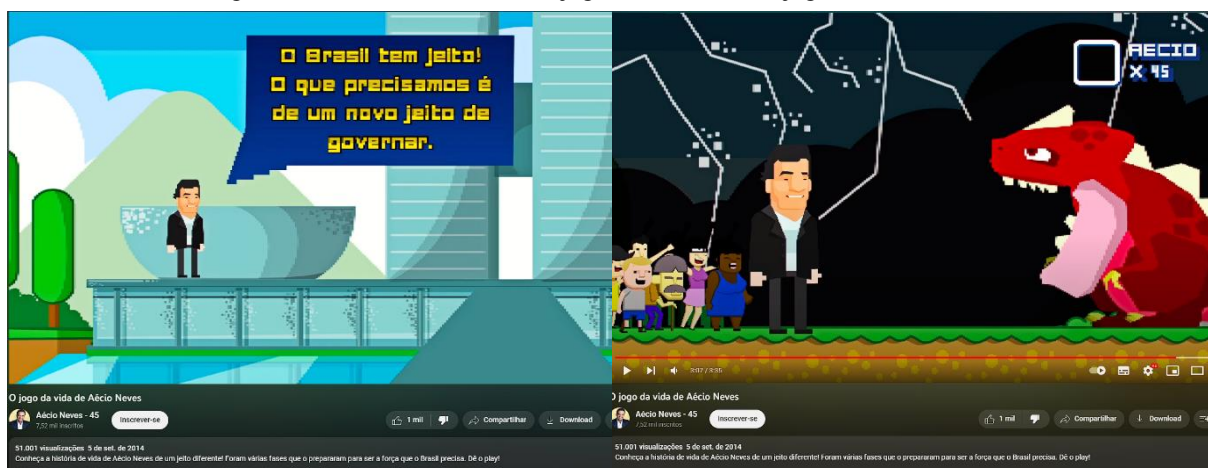 O Brasil tem jeito!
O que precisamos é
de um novo jeito de
governar.
O jogo da vida de Aécio Neves
Aécio Neves - 45
7,52 mil inscritos
Inscrever-se
1 mil
Compartilhar
Download
51.001 visualizações 5 de set. de 2014
Conheça a história de vida de Aécio Neves de um jeito diferente! Foram várias fases que o prepararam para ser a força que o Brasil precisa. Dê o play!
AECIO
X 45
3:07 / 3:35
O jogo da vida de Aécio Neves
Aécio Neves - 45
7,52 mil inscritos
Inscrever-se
1 mil
Compartilhar
Download
51.001 visualizações 5 de set. de 2014
Conheça a história de vida de Aécio Neves de um jeito diferente! Foram várias fases que o prepararam para ser a força que o Brasil precisa. Dê o play!